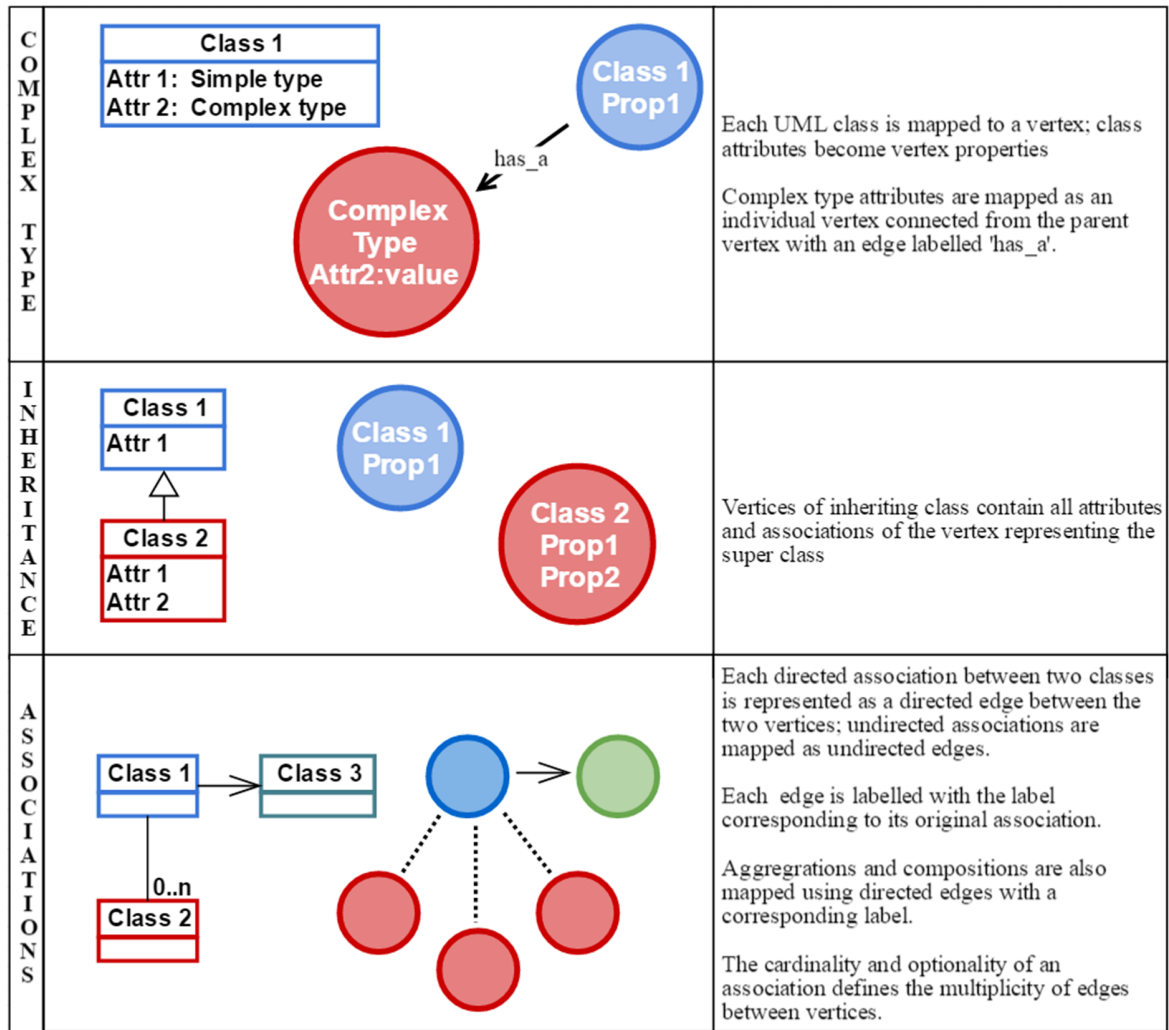 COMPLEX TYPE
Class 1
Attr 1: Simple type
Attr 2: Complex type
Class 1
Prop1
has_a
Complex
Type
Attr2:value
Each UML class is mapped to a vertex; class
attributes become vertex properties
Complex type attributes are mapped as an
individual vertex connected from the parent
vertex with an edge labelled 'has_a'.
INHERITANCE
Class 1
Attr 1
Class 2
Attr 1
Attr 2
Class 1
Prop1
Class 2
Prop1
Prop2
Vertices of inheriting class contain all attributes
and associations of the vertex representing the
super class
ASSOCIATIONS
Class 1
Class 3
0..n
Class 2
Each directed association between two classes
is represented as a directed edge between the
two vertices; undirected associations are
mapped as undirected edges.
Each edge is labelled with the label
corresponding to its original association.
Aggregrations and compositions are also
mapped using directed edges with a
corresponding label.
The cardinality and optionality of an
association defines the multiplicity of edges
between vertices.